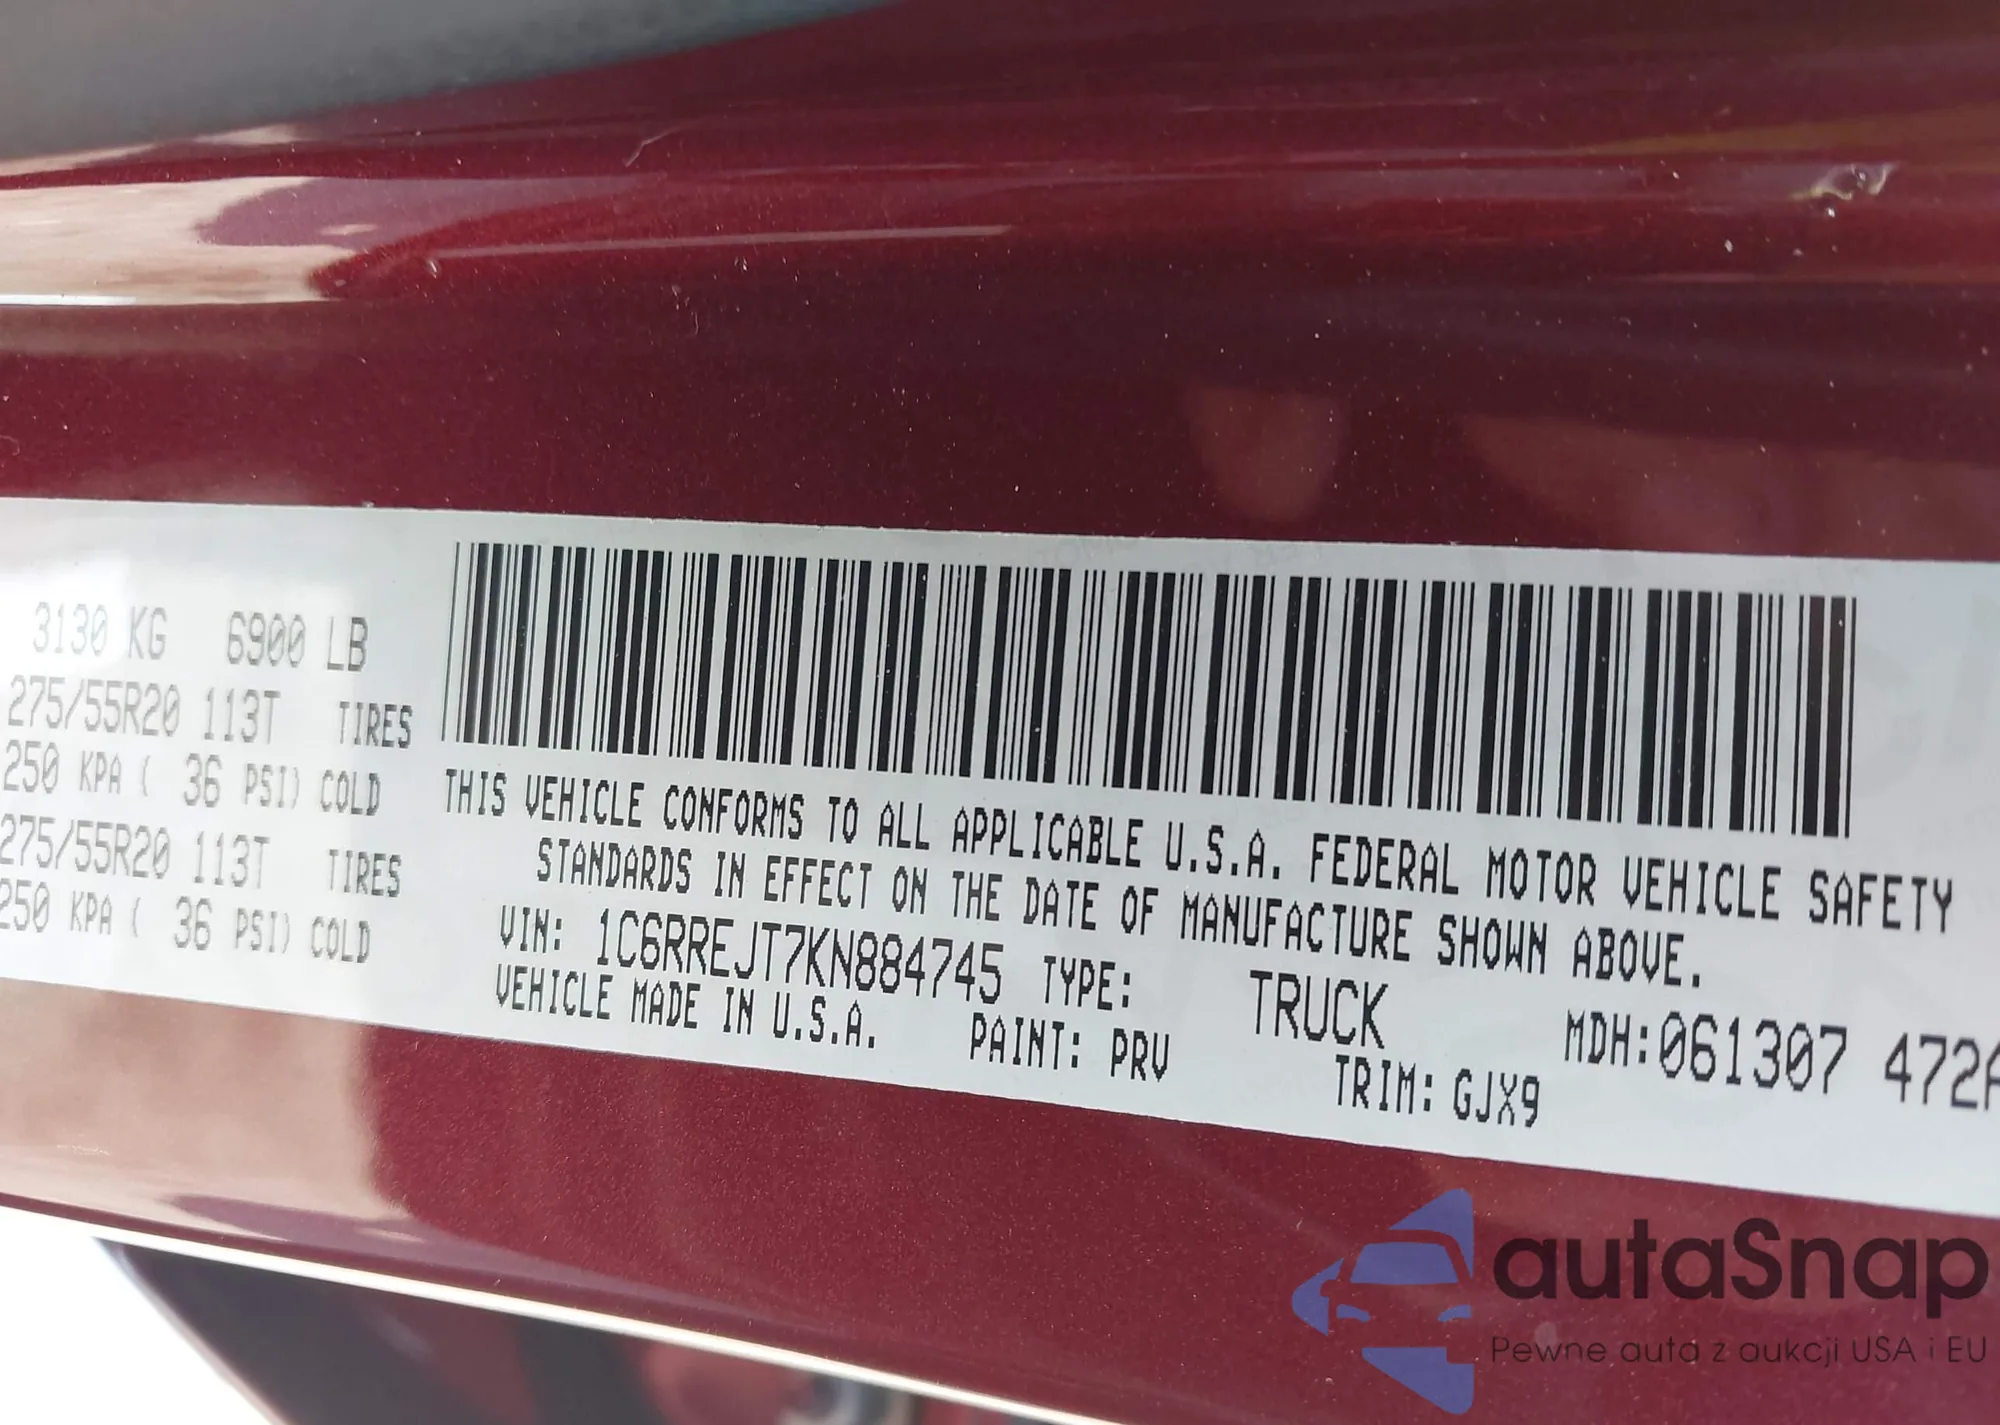 3130 KG 6900 LB
275/55R20 113T TIRES
250 KPA ( 36 PSI) COLD
275/55R20 113T TIRES
250 KPA ( 36 PSI) COLD
THIS VEHICLE CONFORMS TO ALL APPLICABLE U.S.A. FEDERAL MOTOR VEHICLE SAFETY
STANDARDS IN EFFECT ON THE DATE OF MANUFACTURE SHOWN ABOVE.
VIN: 1C6RREJT7KN884745 TYPE: TRUCK MDH:061307 472A
VEHICLE MADE IN U.S.A. PAINT: PRV TRIM: GJX9
autaSnap
Pewne auta z aukcji USA i EU